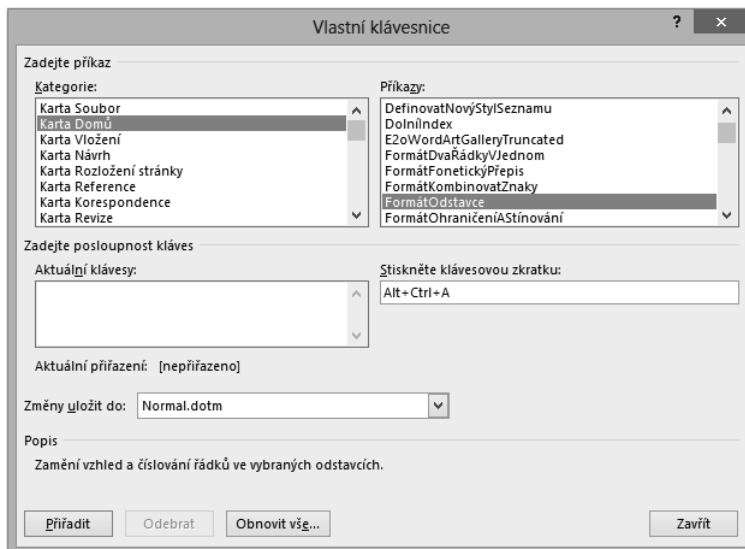 Vlastní klávesnice
? ×
Zadejte příkaz
Kategorie:
Karta Soubor
Karta Domů
Karta Vložení
Karta Návrh
Karta Rozložení stránky
Karta Reference
Karta Korespondence
Karta Revize
Příkazy:
DefinovatNovýStylSeznamu
DolníIndex
E2oWordArtGalleryTruncated
FormátDvaŘádkyVJednom
FormátFonetickýPřepis
FormátKombinovatZnaky
FormátOdstavce
FormátOhraničeníAStínování
Zadejte posloupnost kláves
Aktuální klávesy:
Stiskněte klávesovou zkratku:
Alt+Ctrl+A
Aktuální přiřazení: [nepřiřazeno]
Změny uložit do: Normal.dotm
Popis
Zamění vzhled a číslování řádků ve vybraných odstavcích.
Přiřadit Odebrat Obnovit vše... Zavřít